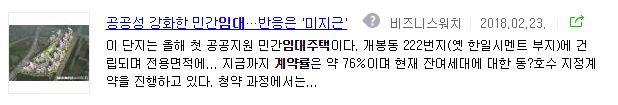 공공성 강화한 민간임대…반응은 '미지근' ? 비즈니스워치 | 2018.02.23. |
이 단지는 올해 첫 공공지원 민간임대주택이다. 개봉동 222번지(옛 한일시멘트 부지)에 건
립되며 전용면적에... 지금까지 계약률은 약 76%이며 현재 잔여세대에 대한 동?호수 지정계
약을 진행하고 있다. 청약 과정에서는...